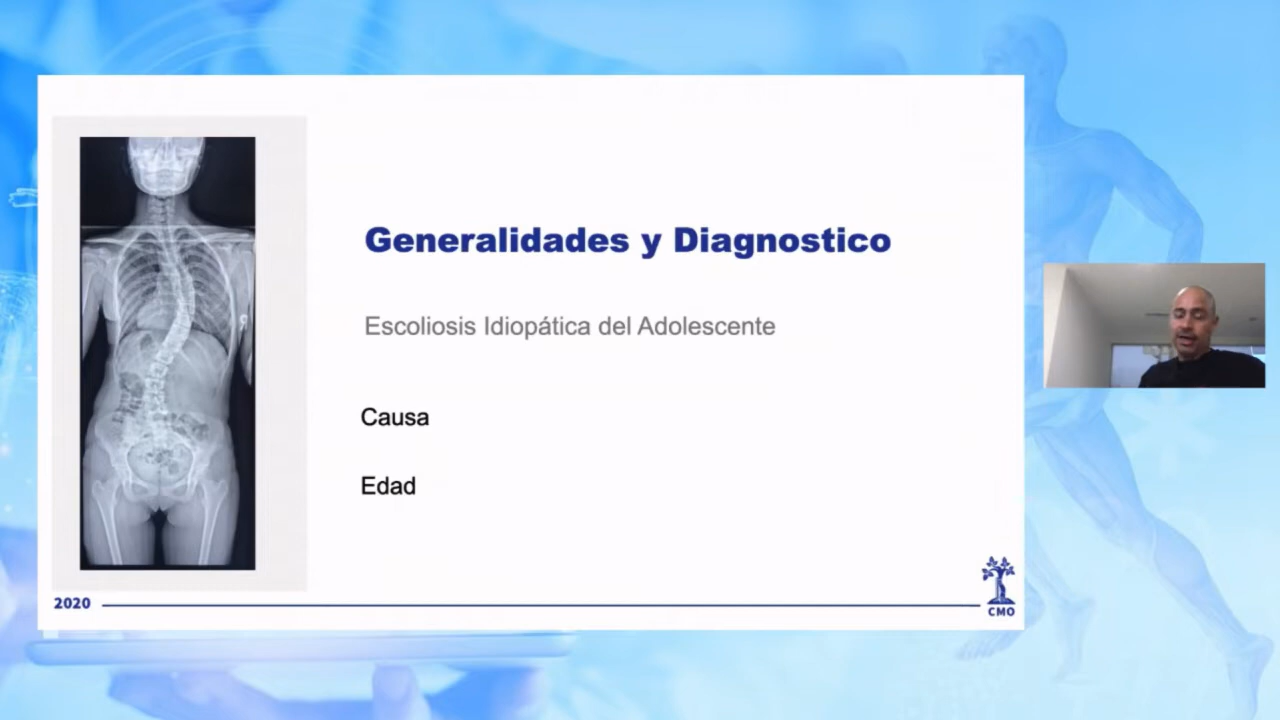 Generalidades y Diagnostico
Escoliosis Idiopática del Adolescente
Causa
Edad
2020
CMO